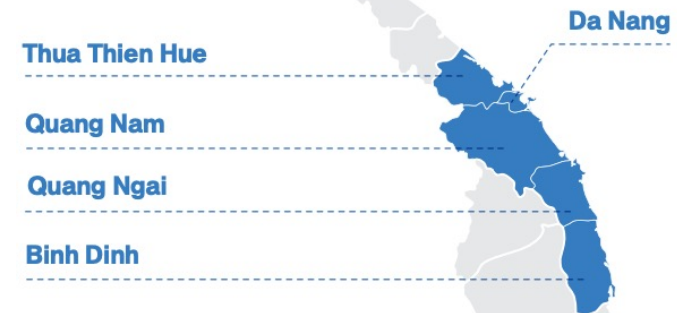 Da Nang
Thua Thien Hue
Quang Nam
Quang Ngai
Binh Dinh